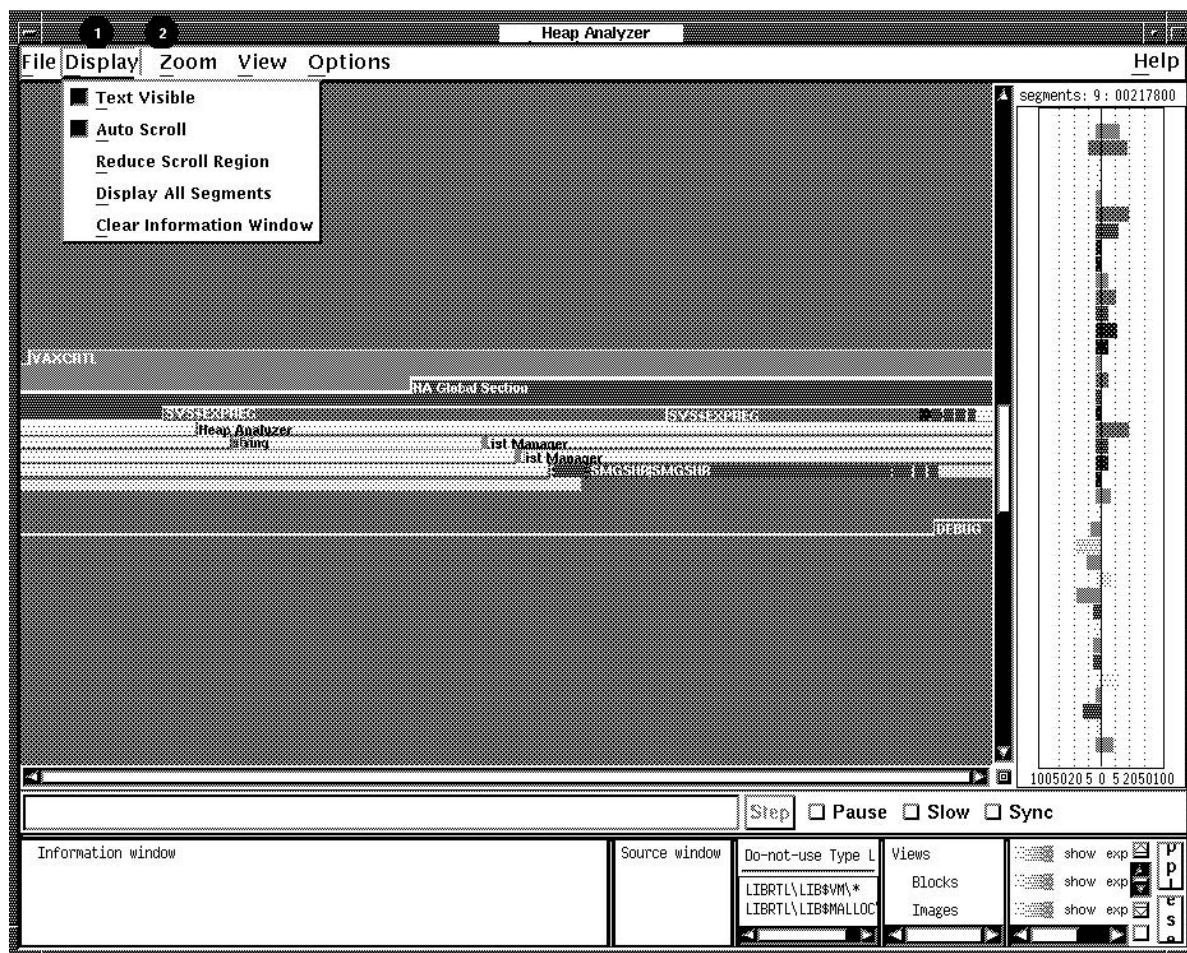 1 2
Heap Analyzer
File Display Zoom View Options Help
Text Visible
Auto Scroll
Reduce Scroll Region
Display All Segments
Clear Information Window
segments: 9 : 00217800
VAXCRTL
HA Global Section
SYS$EXPREG SYS$EXPREG
Heap Analyzer
string List Manager
List Manager
SMGSHR SMGSHR
DEBUG
1005020 5 0 5 2050100
Step Pause Slow Sync
Information window
Source window
Do-not-use Type L
LIBRTL\LIB$VM\*
LIBRTL\LIB$MALLOC
Views
Blocks
Images
show exp
show exp
show exp